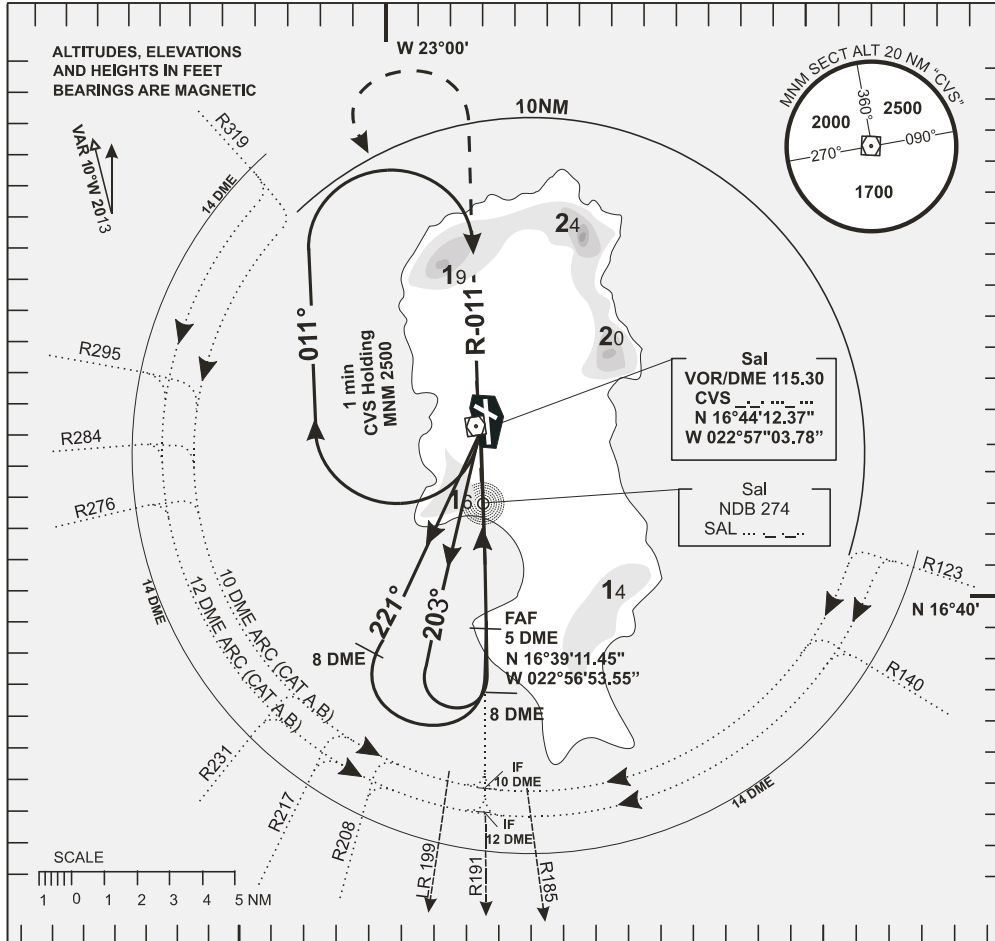 ALTITUDES, ELEVATIONS
AND HEIGHTS IN FEET
BEARINGS ARE MAGNETIC
W 23°00'
MNM SECT ALT 20 NM "CVS"
360°
2000
2500
270°
090°
1700
VAR 10°W 2013
R319
14 DME
10NM
24
19
20
011°
1 min
CVS Holding
MNM 2500
R-011
R295
R284
R276
Sal
VOR/DME 115.30
CVS _._. ..._ ...
N 16°44'12.37"
W 022°57"03.78”
Sal
NDB 274
SAL ... ._ ._..
16
14
R123
N 16°40'
R140
14 DME
10 DME ARC (CAT A.B)
12 DME ARC (CAT A.B)
221°
203°
8 DME
FAF
5 DME
N 16°39'11.45"
W 022°56'53.55”
8 DME
R231
R217
R208
IF
10 DME
IF
12 DME
14 DME
LR 199
R191
R185
SCALE
1 0 1 2 3 4 5 NM